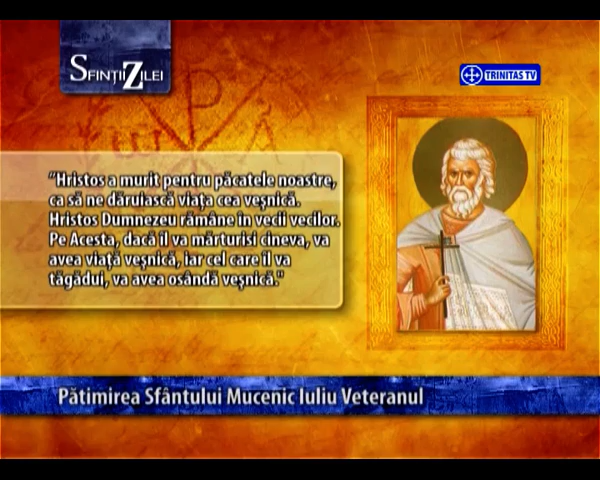 SFINȚII ZILEI
TRINITAS TV
"Hristos a murit pentru păcatele noastre,
ca să ne dăruiască viața cea veșnică.
Hristos Dumnezeu rămâne în vecii vecilor.
Pe Acesta, dacă îl va mărturisi cineva, va
avea viață veșnică, iar cel care îl va
tăgădui, va avea osândă veșnică."
Pătimirea Sfântului Mucenic Iuliu Veteranul